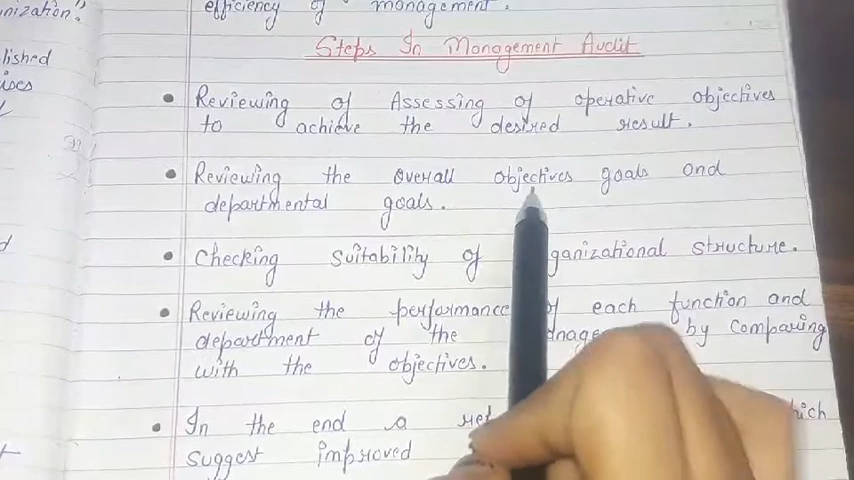 nization."
lished
efficiency of management.
Steps In Management Audit
Reviewing of Assessing of operative objectives
to achieve the desired result.
Reviewing the overall objectives goals and
departmental goals.
Checking suitability of ganizational structure.
Reviewing the performance of each function and
department of the by comparing
with the objectives.
In the end a
suggest improved